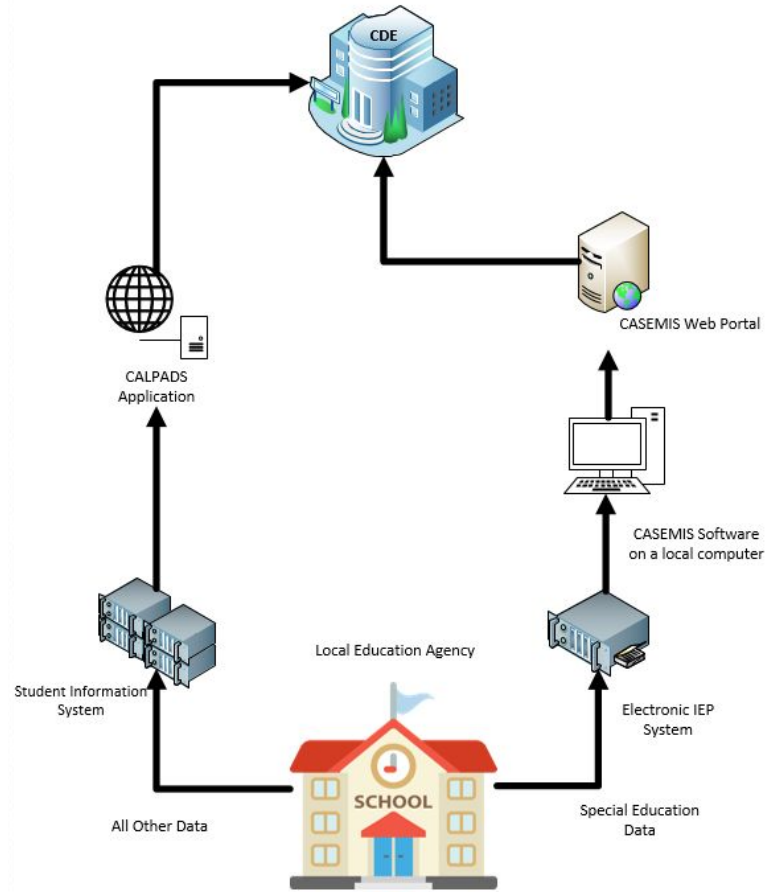 CDE
CASEMIS Web Portal
CALPADS
Application
CASEMIS Software
on a local computer
Local Education Agency
Student Information
System
Electronic IEP
System
SCHOOL
All Other Data
Special Education
Data